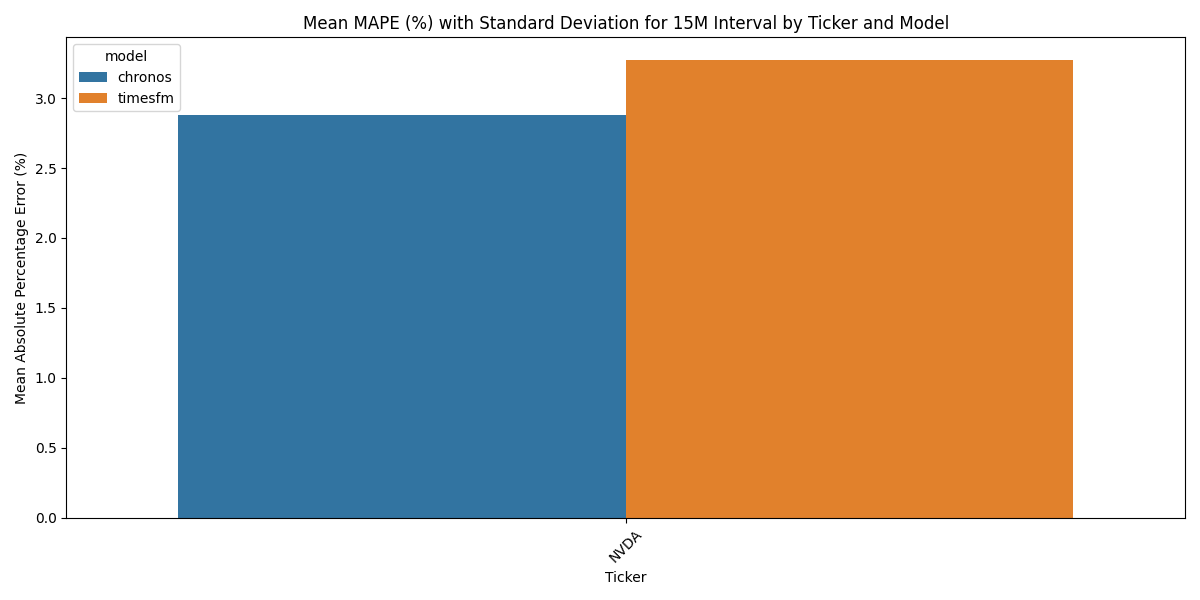 Mean MAPE (%) with Standard Deviation for 15M Interval by Ticker and Model
model
chronos
timesfm
Mean Absolute Percentage Error (%)
3.0
2.5
2.0
1.5
1.0
0.5
0.0
NVDA
Ticker